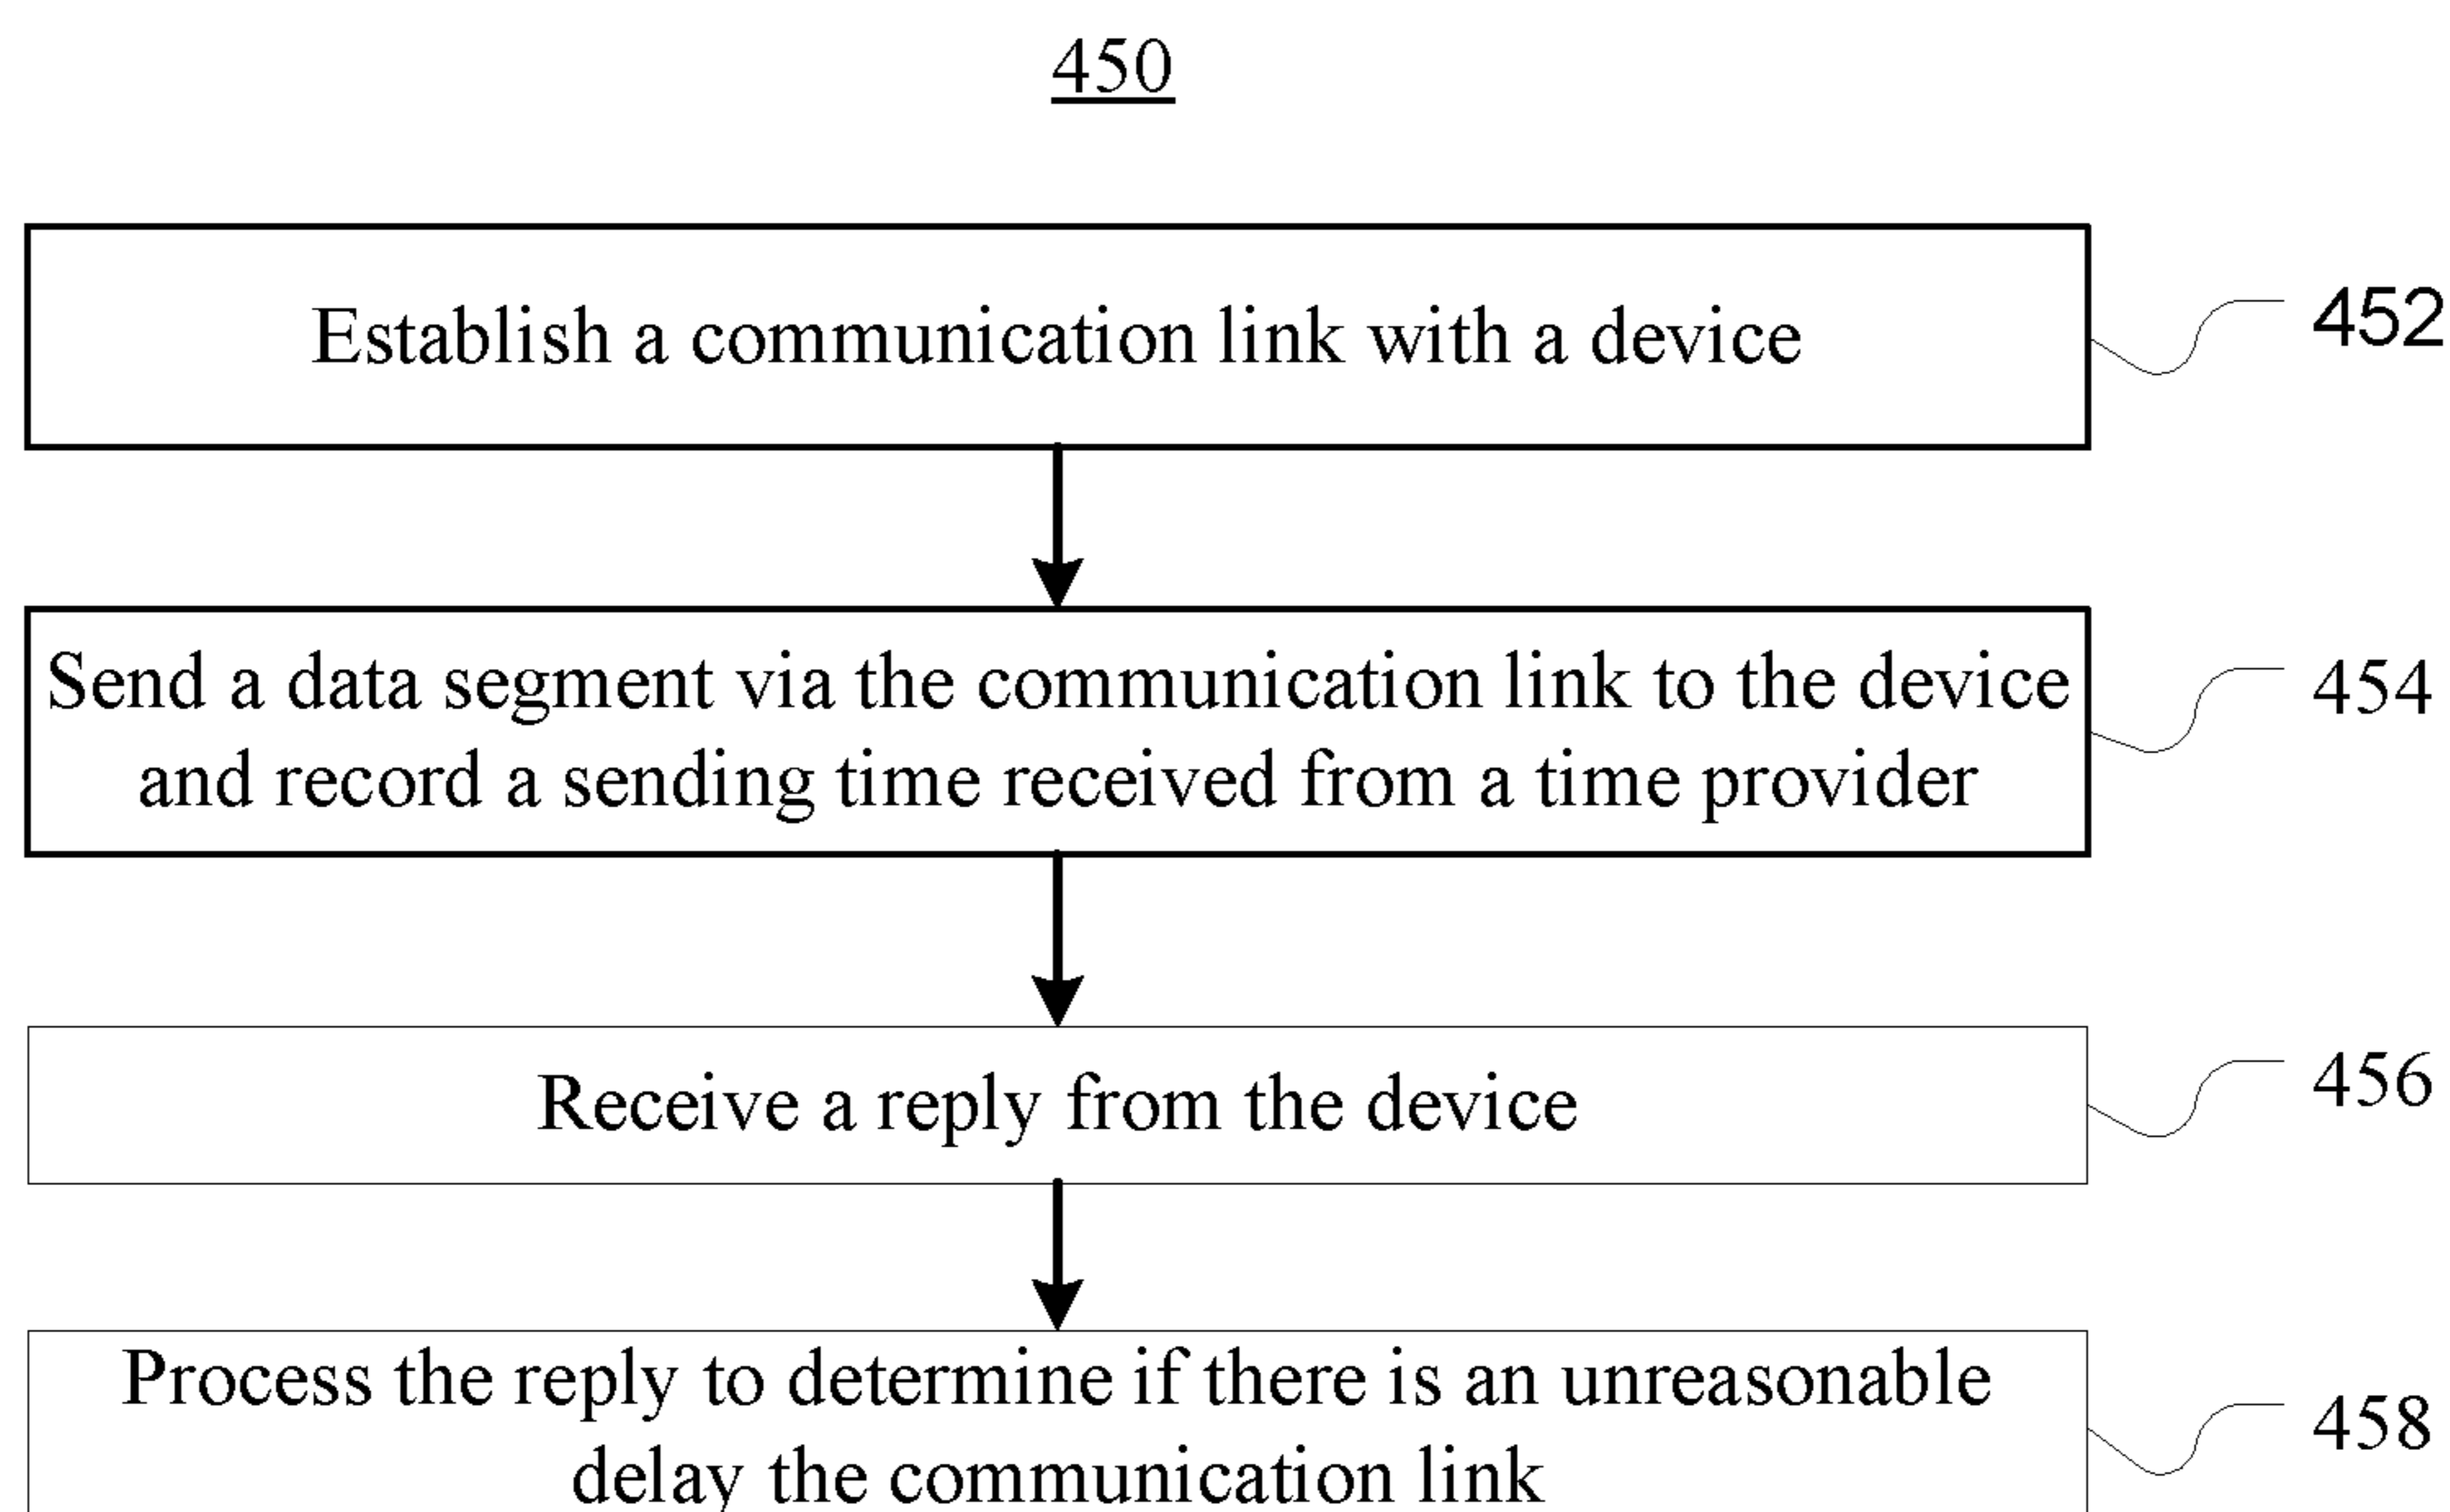 450
Establish a communication link with a device
452
Send a data segment via the communication link to the device
and record a sending time received from a time provider
454
Receive a reply from the device
456
Process the reply to determine if there is an unreasonable
delay the communication link
458